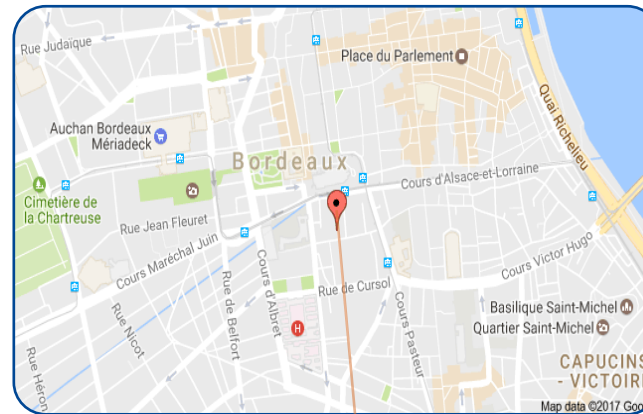 Rue Judaïque
Place du Parlement
Quai Richelieu
Auchan Bordeaux
Mériadeck
Bordeaux
Cours d'Alsace-et-Lorraine
Cimetière de
la Chartreuse
Rue Jean Fleuret
Cours Maréchal Juin
Cours Victor Hugo
Rue de Cursol
Rue Nicot
Rue de Belfort
Cours d'Albret
Cours Pasteur
Rue Héron
H
Basilique Saint-Michel
Quartier Saint-Michel
CAPUCINS
- VICTOIR
Map data ©2017 Goo